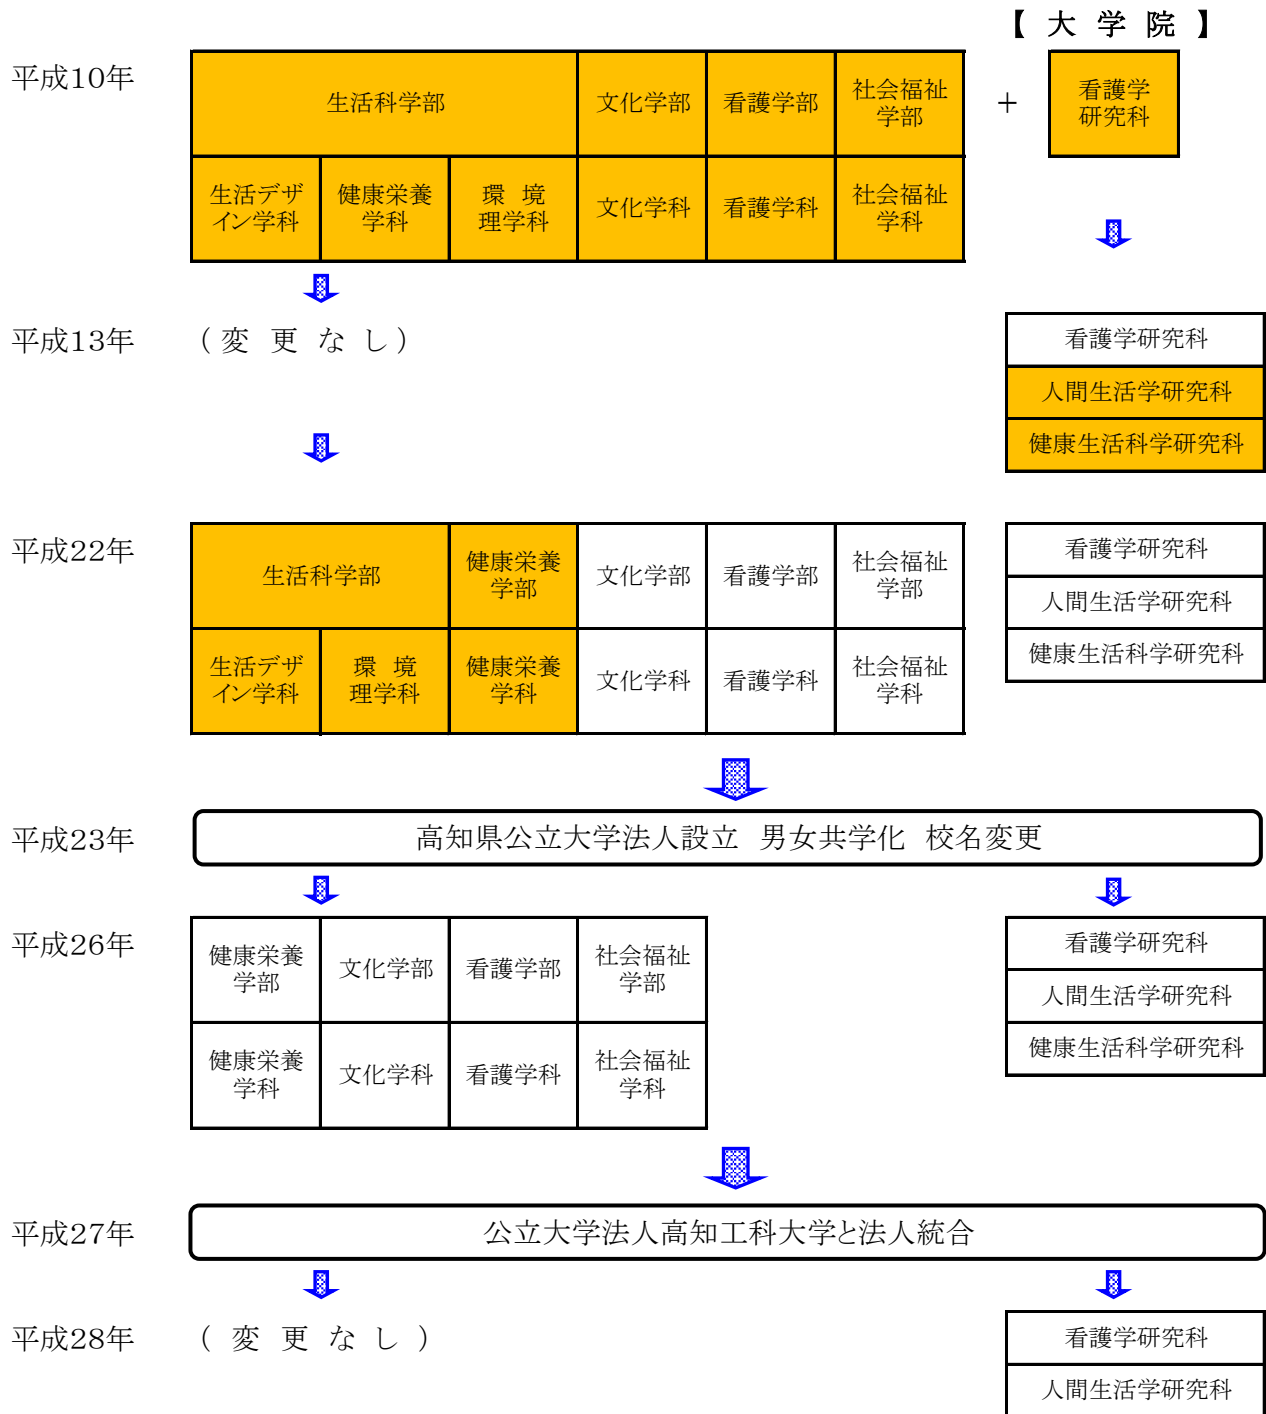 【 大 学 院 】
平成10年
生活科学部
文化学部
看護学部
社会福祉
学部
＋
看護学
研究科
生活デザ
イン学科
健康栄養
学科
環 境
理学科
文化学科
看護学科
社会福祉
学科
平成13年
（変 更 な し）
看護学研究科
人間生活学研究科
健康生活科学研究科
平成22年
生活科学部
健康栄養
学部
文化学部
看護学部
社会福祉
学部
生活デザ
イン学科
環 境
理学科
健康栄養
学科
文化学科
看護学科
社会福祉
学科
看護学研究科
人間生活学研究科
健康生活科学研究科
平成23年
高知県公立大学法人設立 男女共学化 校名変更
平成26年
健康栄養
学部
文化学部
看護学部
社会福祉
学部
健康栄養
学科
文化学科
看護学科
社会福祉
学科
看護学研究科
人間生活学研究科
健康生活科学研究科
平成27年
公立大学法人高知工科大学と法人統合
平成28年
（ 変 更 な し ）
看護学研究科
人間生活学研究科